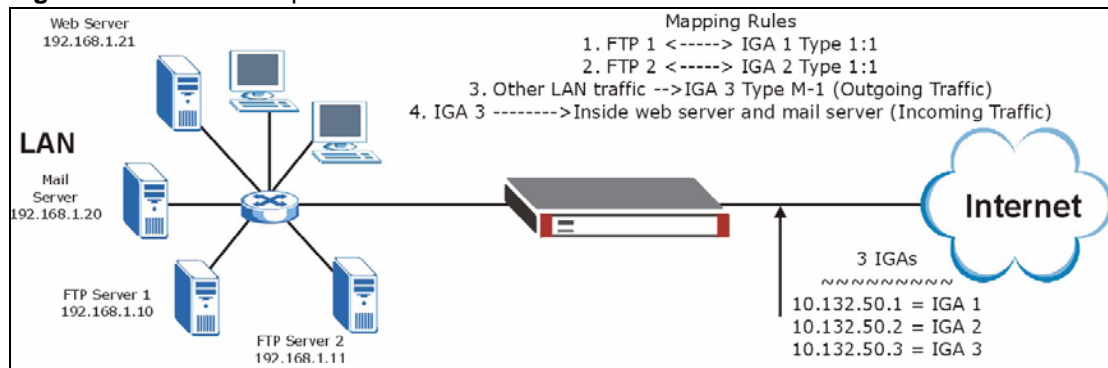 Web Server
192.168.1.21
Mapping Rules
1. FTP 1 <-----> IGA 1 Type 1:1
2. FTP 2 <-----> IGA 2 Type 1:1
3. Other LAN traffic -->IGA 3 Type M-1 (Outgoing Traffic)
4. IGA 3 -------->Inside web server and mail server (Incoming Traffic)
LAN
Mail
Server
192.168.1.20
Internet
FTP Server 1
192.168.1.10
FTP Server 2
192.168.1.11
3 IGAs
~~~~~~~~~
10.132.50.1 = IGA 1
10.132.50.2 = IGA 2
10.132.50.3 = IGA 3